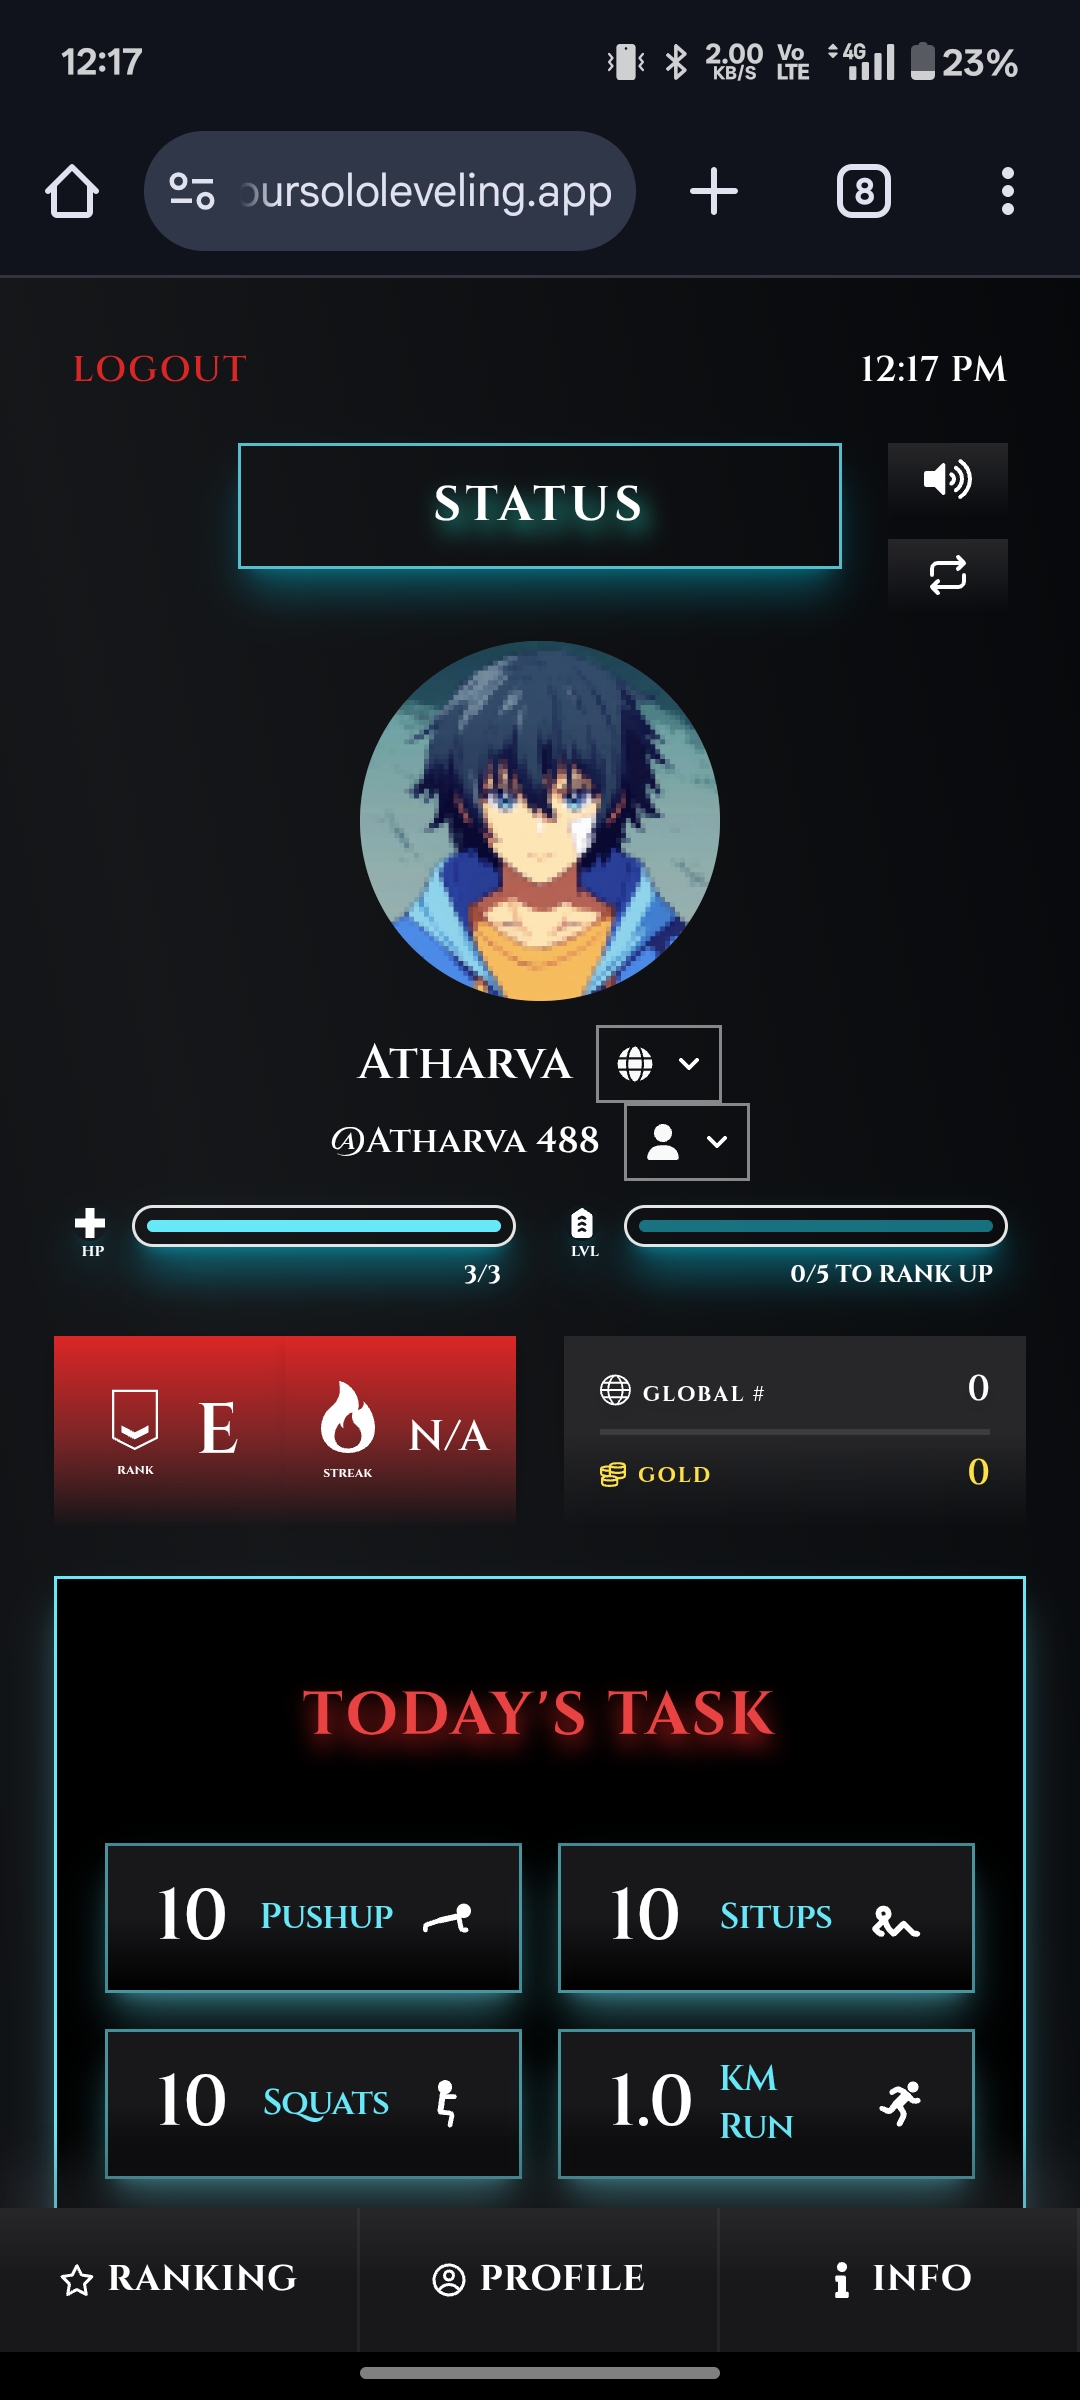 12:17
2.00 KB/S Vo LTE 4G 23%
oursololeveling.app
8
LOGOUT
12:17 PM
STATUS
Atharva
@Atharva 488
HP
3/3
LVL
0/5 TO RANK UP
RANK
E
STREAK
N/A
GLOBAL # 0
GOLD 0
TODAY'S TASK
10 Pushup
10 Situps
10 Squats
1.0 KM Run
RANKING
PROFILE
INFO